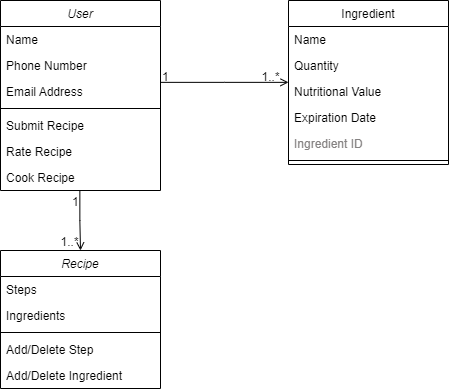 User
Name
Phone Number
Email Address
Submit Recipe
Rate Recipe
Cook Recipe
1
1..*
Ingredient
Name
Quantity
Nutritional Value
Expiration Date
Ingredient ID
1
1..*
Recipe
Steps
Ingredients
Add/Delete Step
Add/Delete Ingredient